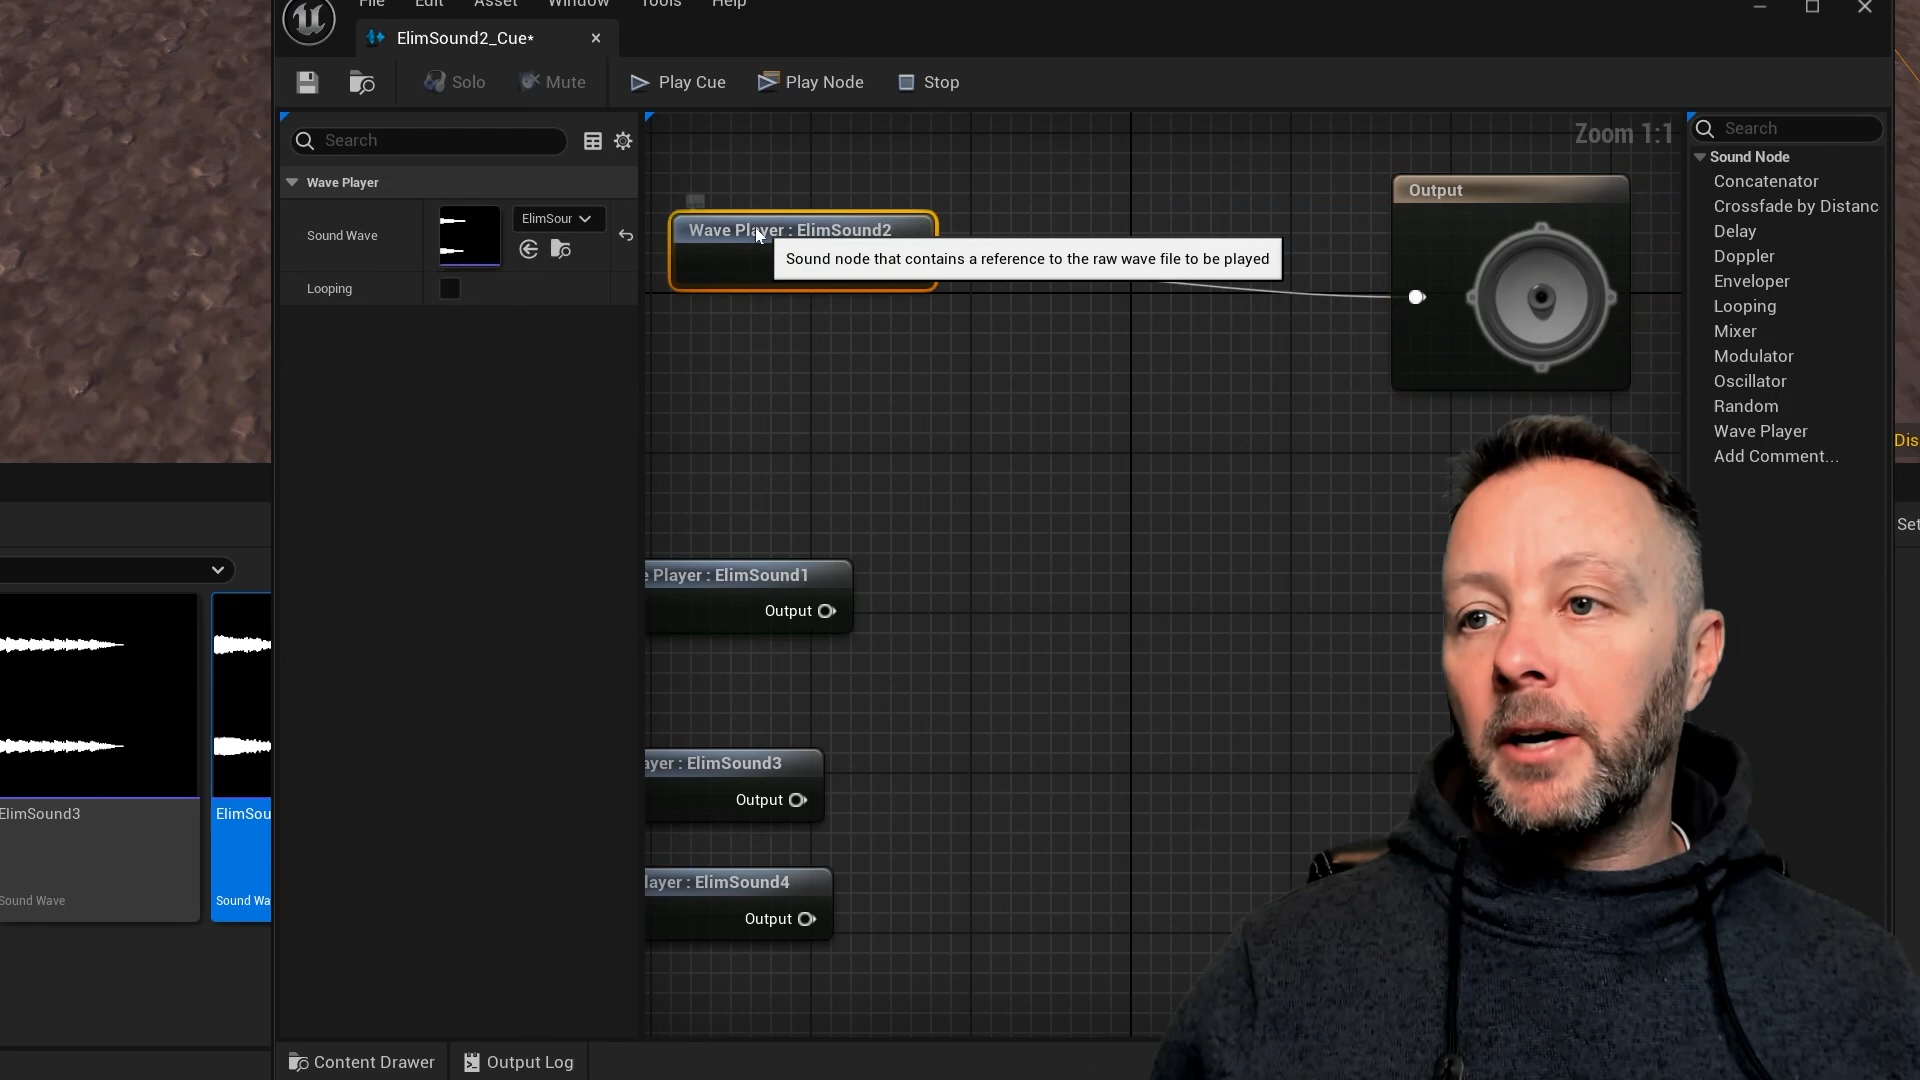 File Edit Asset Window Tools Help
ElimSound2_Cue*
Solo Mute Play Cue Play Node Stop
Search
Wave Player
Sound Wave
ElimSour
Looping
Zoom 1:1
Wave Player : ElimSound2
Sound node that contains a reference to the raw wave file to be played
Output
e Player : ElimSound1
Output
ayer : ElimSound3
Output
layer : ElimSound4
Output
Search
Sound Node
Concatenator
Crossfade by Distanc
Delay
Doppler
Enveloper
Looping
Mixer
Modulator
Oscillator
Random
Wave Player
Add Comment...
Dis
Set
ElimSound3
Sound Wave
ElimSou
Sound Wa
Content Drawer Output Log